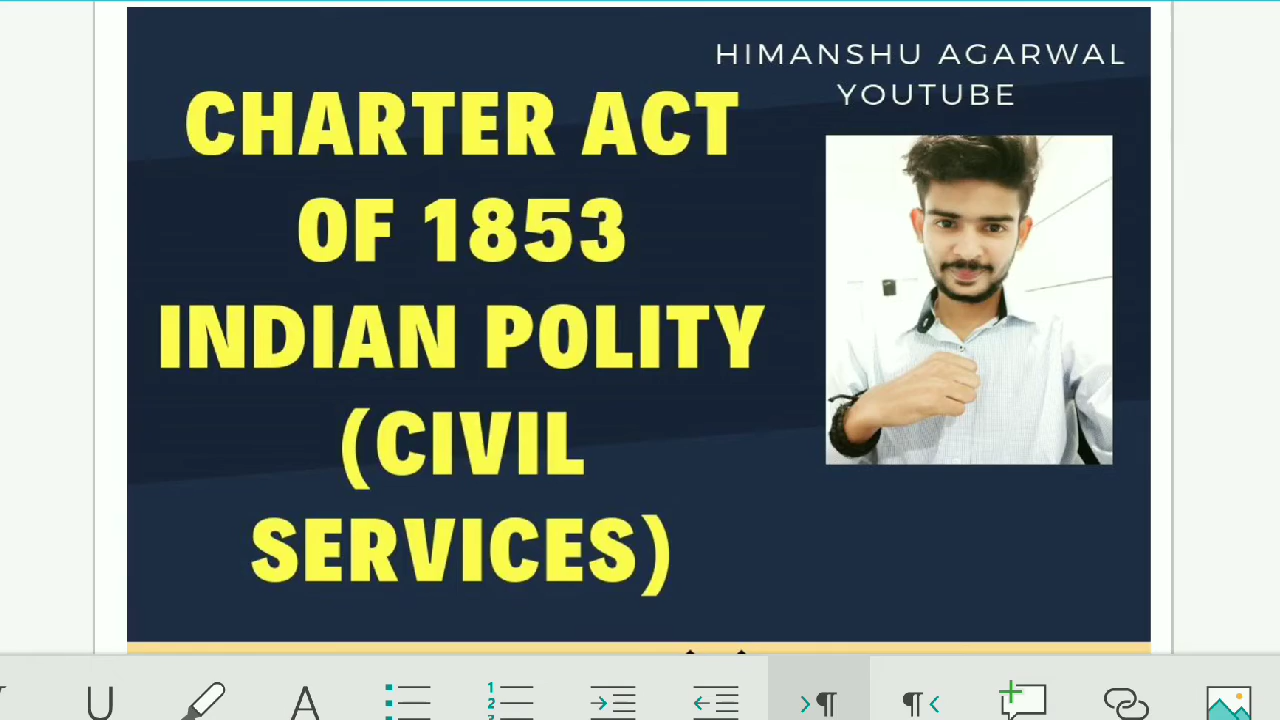 HIMANSHU AGARWAL
YOUTUBE
CHARTER ACT
OF 1853
INDIAN POLITY
(CIVIL
SERVICES)